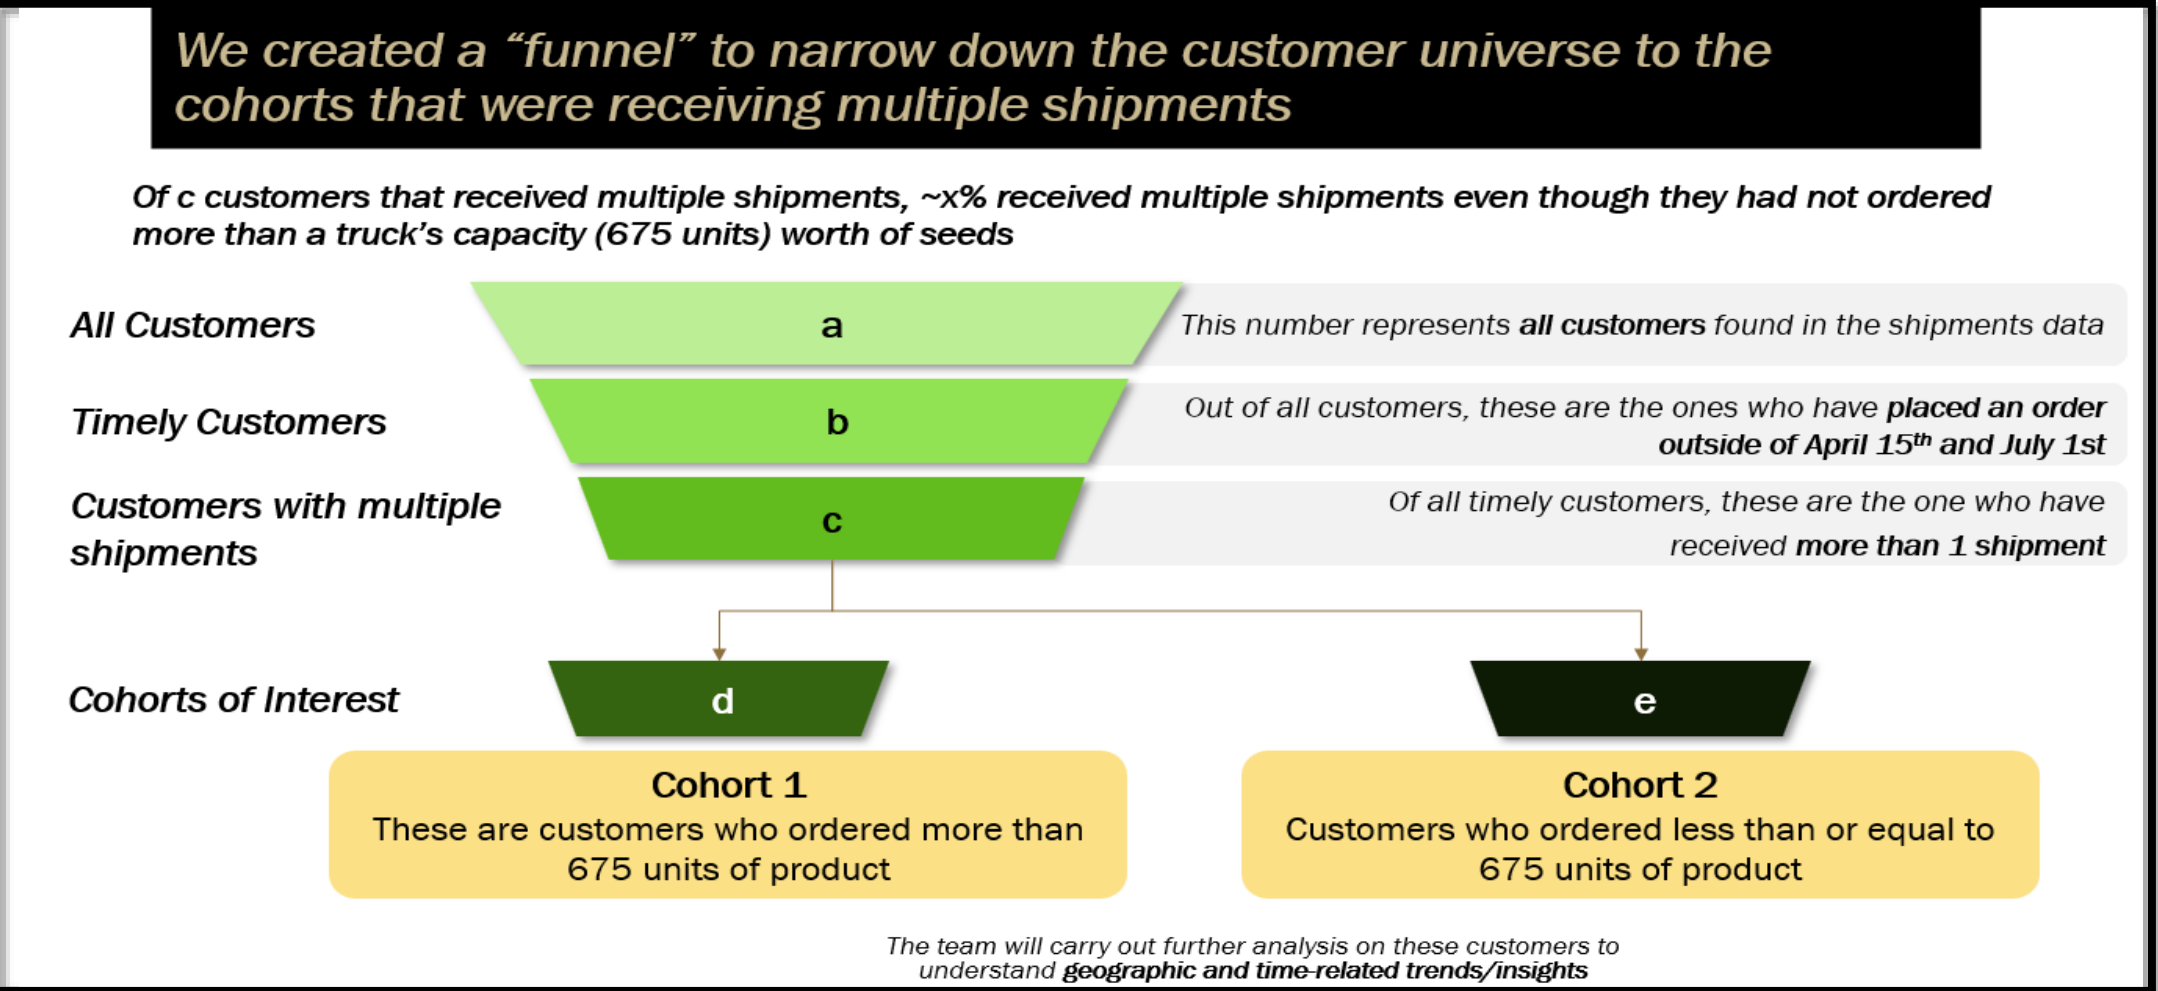 We created a “funnel” to narrow down the customer universe to the
cohorts that were receiving multiple shipments
Of c customers that received multiple shipments, ~x% received multiple shipments even though they had not ordered
more than a truck’s capacity (675 units) worth of seeds
All Customers
a
This number represents all customers found in the shipments data
Timely Customers
b
Out of all customers, these are the ones who have placed an order
outside of April 15th and July 1st
Customers with multiple
shipments
c
Of all timely customers, these are the one who have
received more than 1 shipment
Cohorts of Interest
d
e
Cohort 1
These are customers who ordered more than
675 units of product
Cohort 2
Customers who ordered less than or equal to
675 units of product
The team will carry out further analysis on these customers to
understand geographic and time-related trends/insights